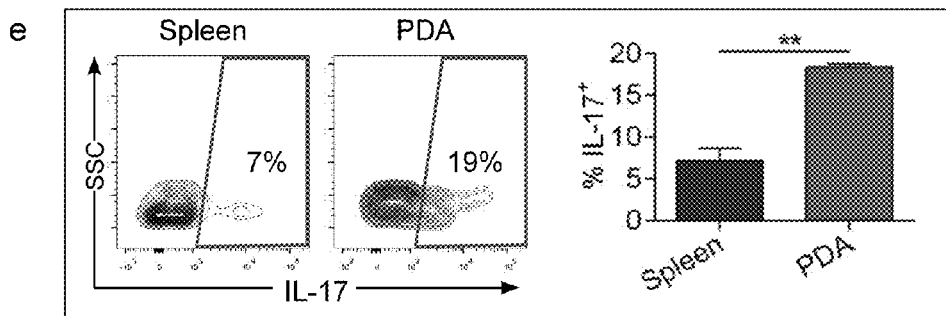 e
Spleen
PDA
SSC
7%
19%
IL-17
% IL-17⁺
20
15
10
5
0
**
Spleen
PDA